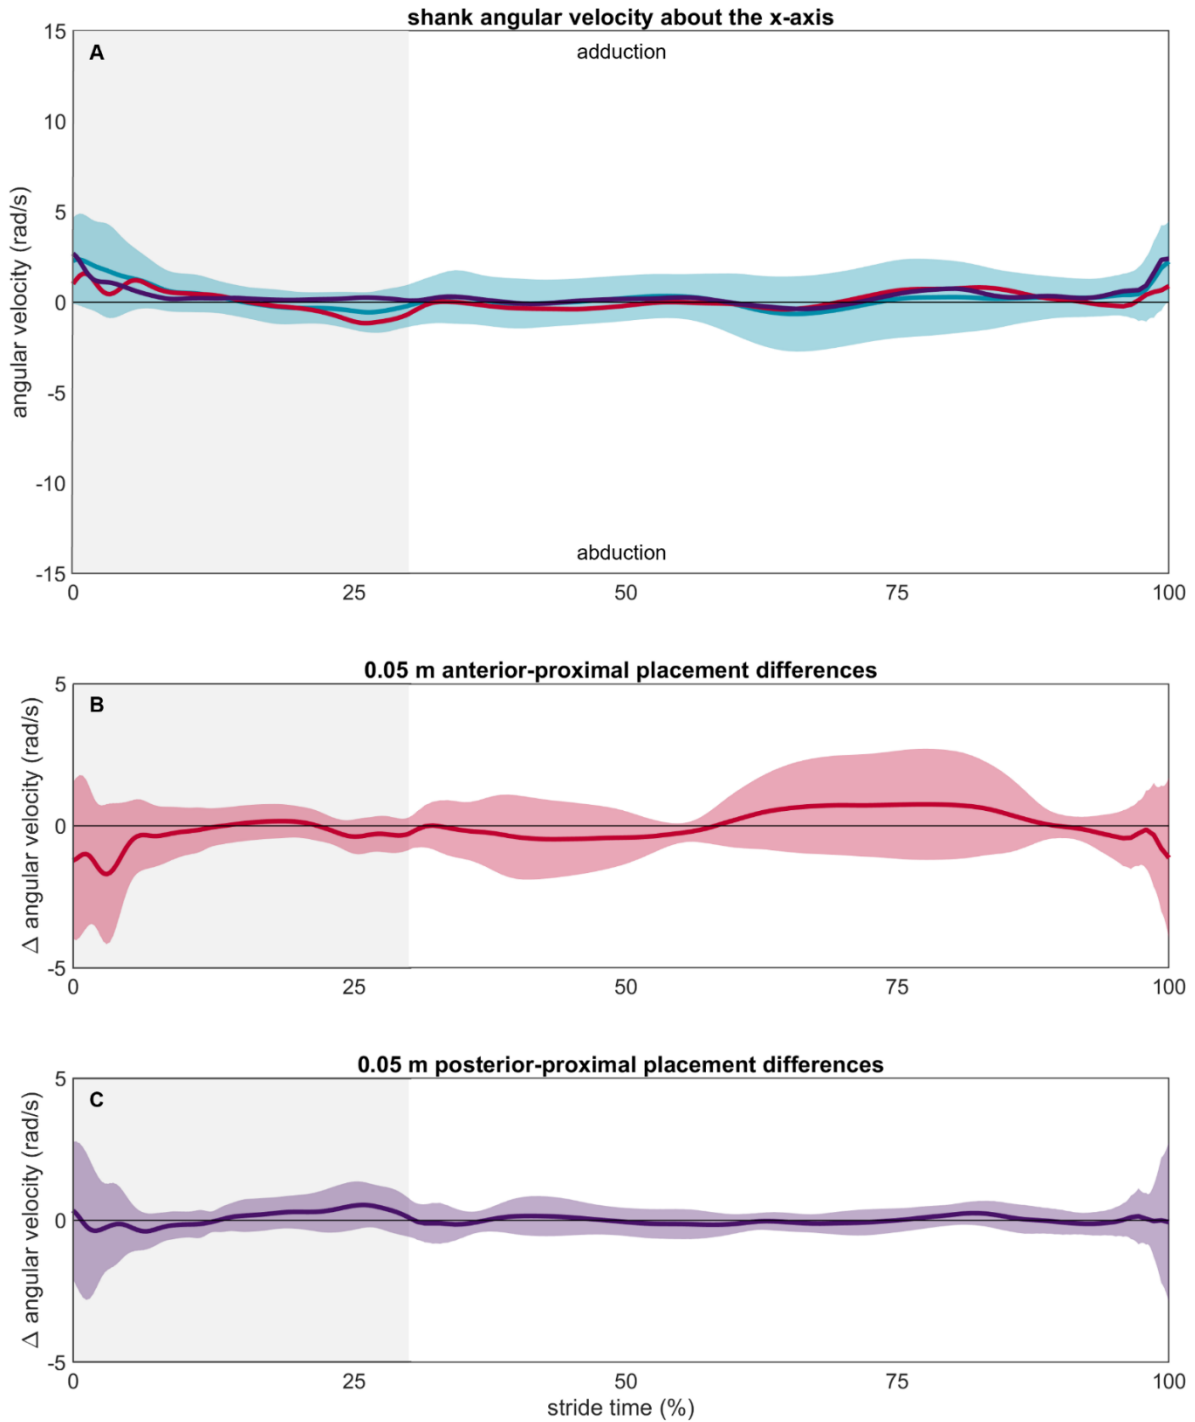 shank angular velocity about the x-axis
15
A
adduction
10
5
0
-5
-10
abduction
-15
angular velocity (rad/s)
0 25 50 75 100
0.05 m anterior-proximal placement differences
5
B
0
-5
Δ angular velocity (rad/s)
0 25 50 75 100
0.05 m posterior-proximal placement differences
5
C
0
-5
Δ angular velocity (rad/s)
0 25 50 75 100
stride time (%)